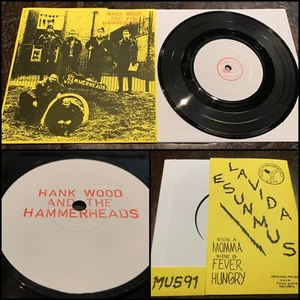 HANK WOOD
AND THE
HAMMERHEADS
HAMMERHEADS
HANK WOOD
AND THE
HAMMERHEADS
LA VIDA
ES UN MUS
SIDE A
MOMMA
SIDE B
FEVER
HUNGRY
MUS91